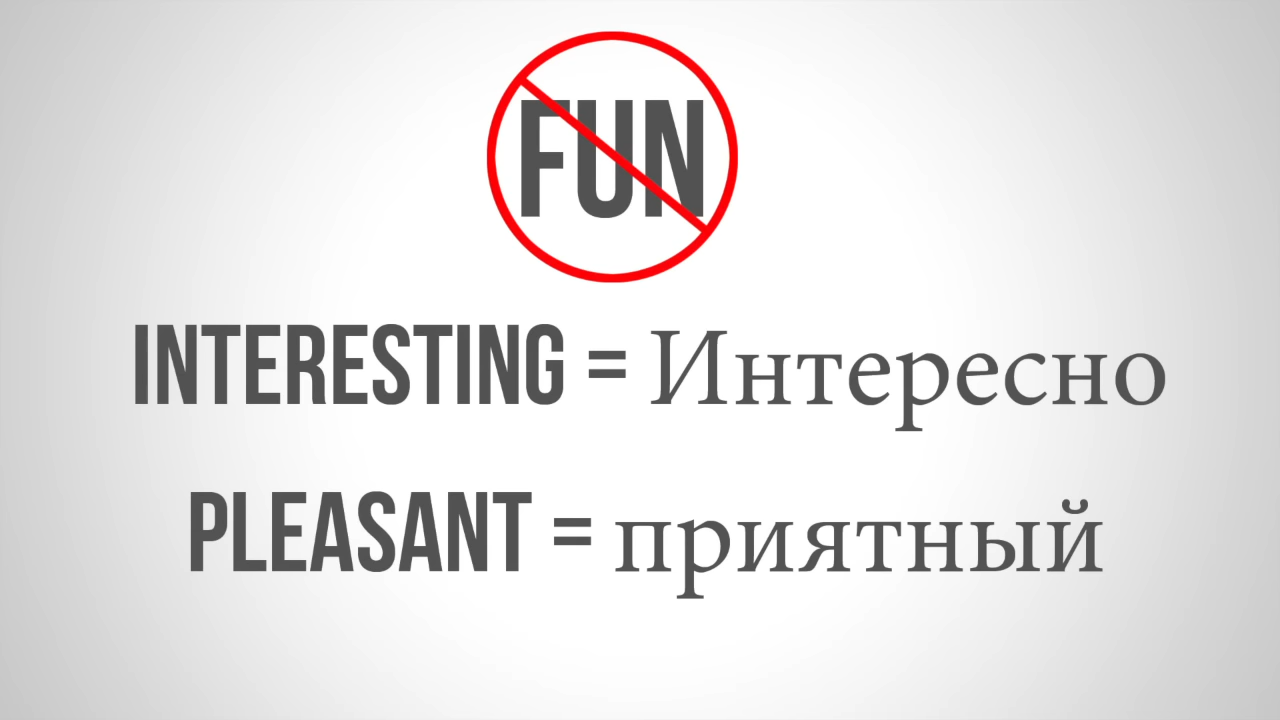 FUN
INTERESTING = Интересно
PLEASANT = приятный